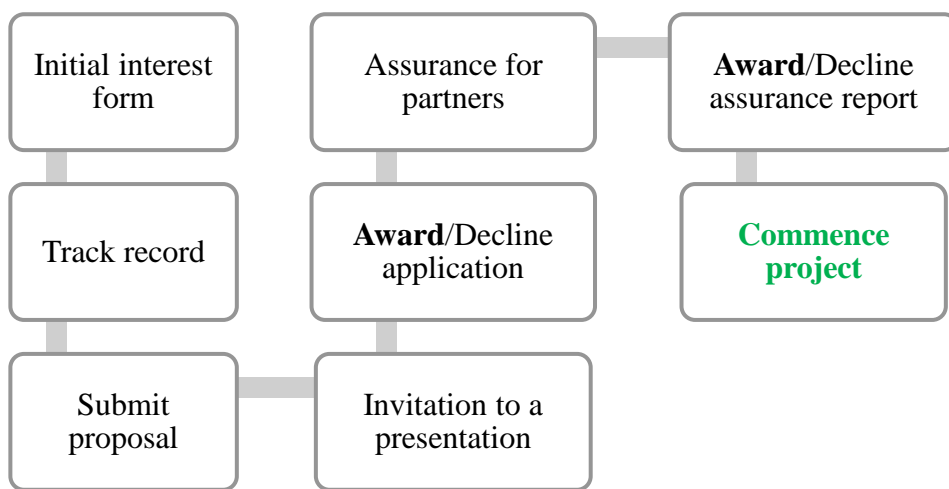 Initial interest
form
Track record
Submit
proposal
Invitation to a
presentation
Award/Decline
application
Assurance for
partners
Award/Decline
assurance report
Commence
project